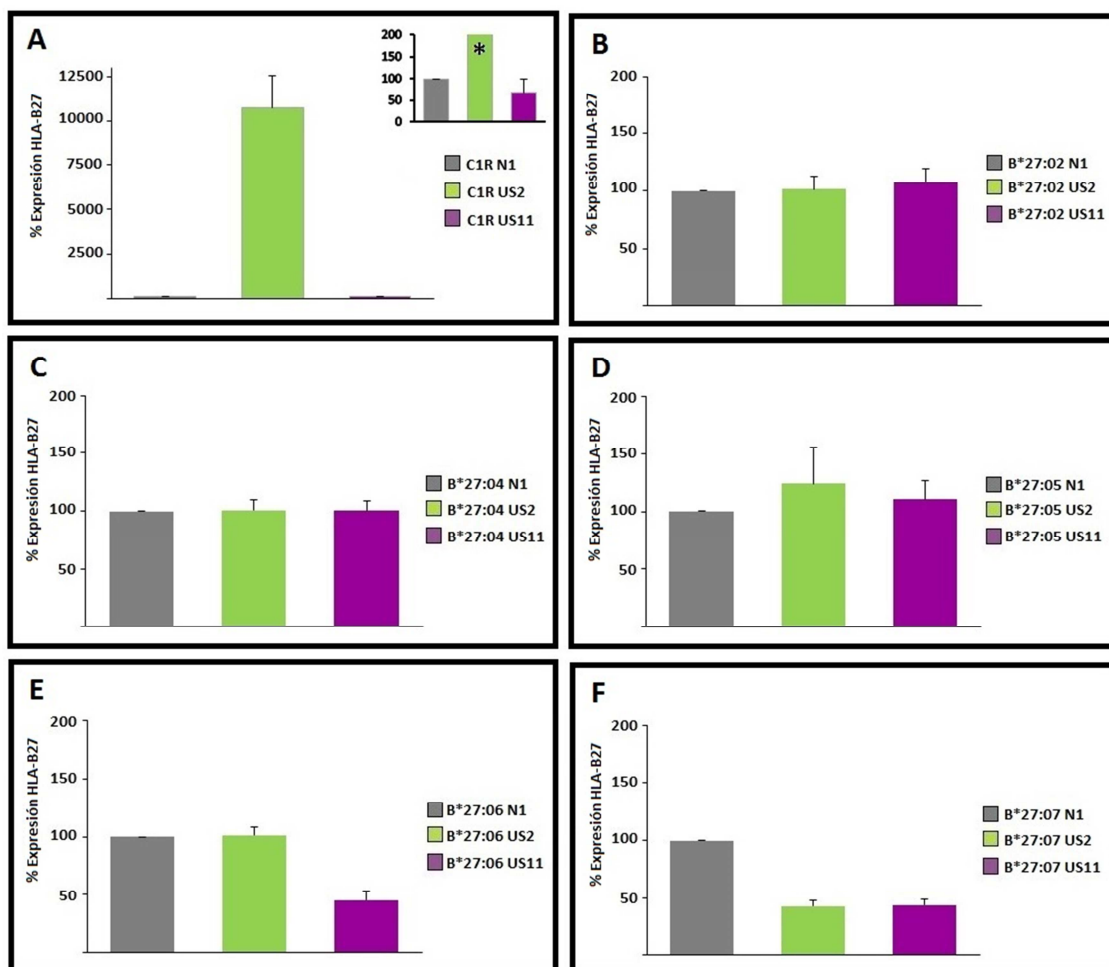 A
% Expresión HLA-B27
12500
10000
7500
5000
2500
200
150
100
50
0
*
C1R N1
C1R US2
C1R US11
B
% Expresión HLA-B27
200
150
100
50
B*27:02 N1
B*27:02 US2
B*27:02 US11
C
% Expresión HLA-B27
200
150
100
50
B*27:04 N1
B*27:04 US2
B*27:04 US11
D
% Expresión HLA-B27
200
150
100
50
B*27:05 N1
B*27:05 US2
B*27:05 US11
E
% Expresión HLA-B27
200
150
100
50
B*27:06 N1
B*27:06 US2
B*27:06 US11
F
% Expresión HLA-B27
200
150
100
50
B*27:07 N1
B*27:07 US2
B*27:07 US11